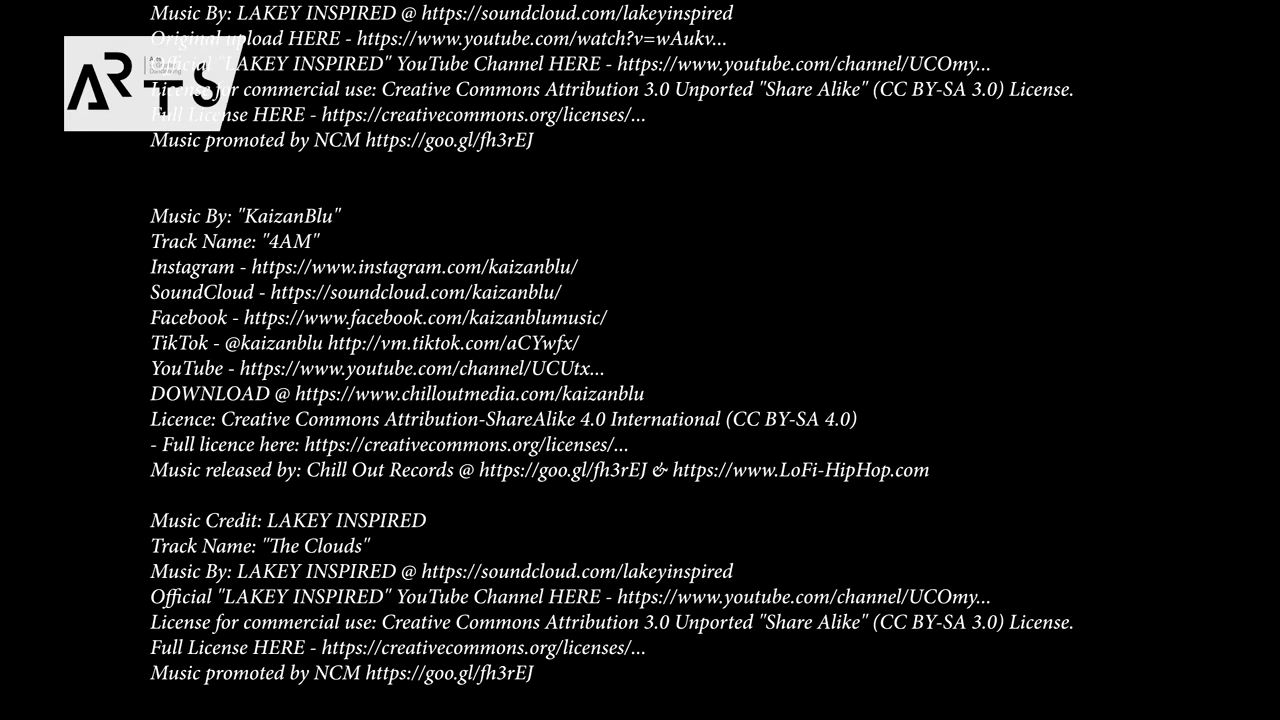 Music By: LAKEY INSPIRED @ https://soundcloud.com/lakeyinspired
Original upload HERE - https://www.youtube.com/watch?v=wAukv...
Official "LAKEY INSPIRED" YouTube Channel HERE - https://www.youtube.com/channel/UCOmy...
License for commercial use: Creative Commons Attribution 3.0 Unported "Share Alike" (CC BY-SA 3.0) License.
Full License HERE - https://creativecommons.org/licenses/...
Music promoted by NCM https://goo.gl/fh3rEJ
ARTS
Music By: "KaizanBlu"
Track Name: "4AM"
Instagram - https://www.instagram.com/kaizanblu/
SoundCloud - https://soundcloud.com/kaizanblu/
Facebook - https://www.facebook.com/kaizanblumusic/
TikTok - @kaizanblu http://vm.tiktok.com/aCYwfx/
YouTube - https://www.youtube.com/channel/UCUtx...
DOWNLOAD @ https://www.chilloutmedia.com/kaizanblu
Licence: Creative Commons Attribution-ShareAlike 4.0 International (CC BY-SA 4.0)
- Full licence here: https://creativecommons.org/licenses/...
Music released by: Chill Out Records @ https://goo.gl/fh3rEJ & https://www.LoFi-HipHop.com
Music Credit: LAKEY INSPIRED
Track Name: "The Clouds"
Music By: LAKEY INSPIRED @ https://soundcloud.com/lakeyinspired
Official "LAKEY INSPIRED" YouTube Channel HERE - https://www.youtube.com/channel/UCOmy...
License for commercial use: Creative Commons Attribution 3.0 Unported "Share Alike" (CC BY-SA 3.0) License.
Full License HERE - https://creativecommons.org/licenses/...
Music promoted by NCM https://goo.gl/fh3rEJ